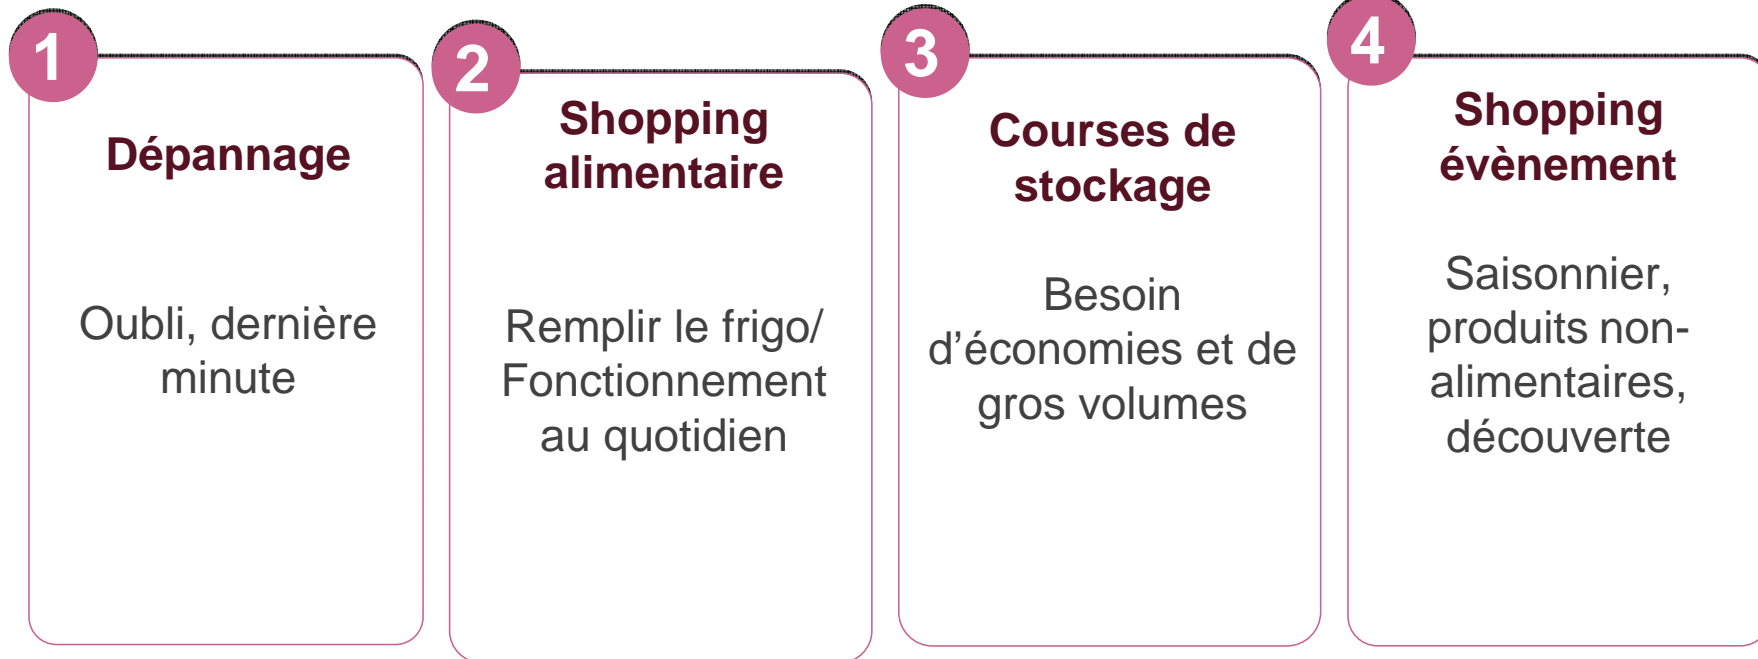 1
Dépannage
Oubli, dernière
minute
2
Shopping
alimentaire
Remplir le frigo/
Fonctionnement
au quotidien
3
Courses de
stockage
Besoin
d’économies et de
gros volumes
4
Shopping
évènement
Saisonnier,
produits non-
alimentaires,
découverte